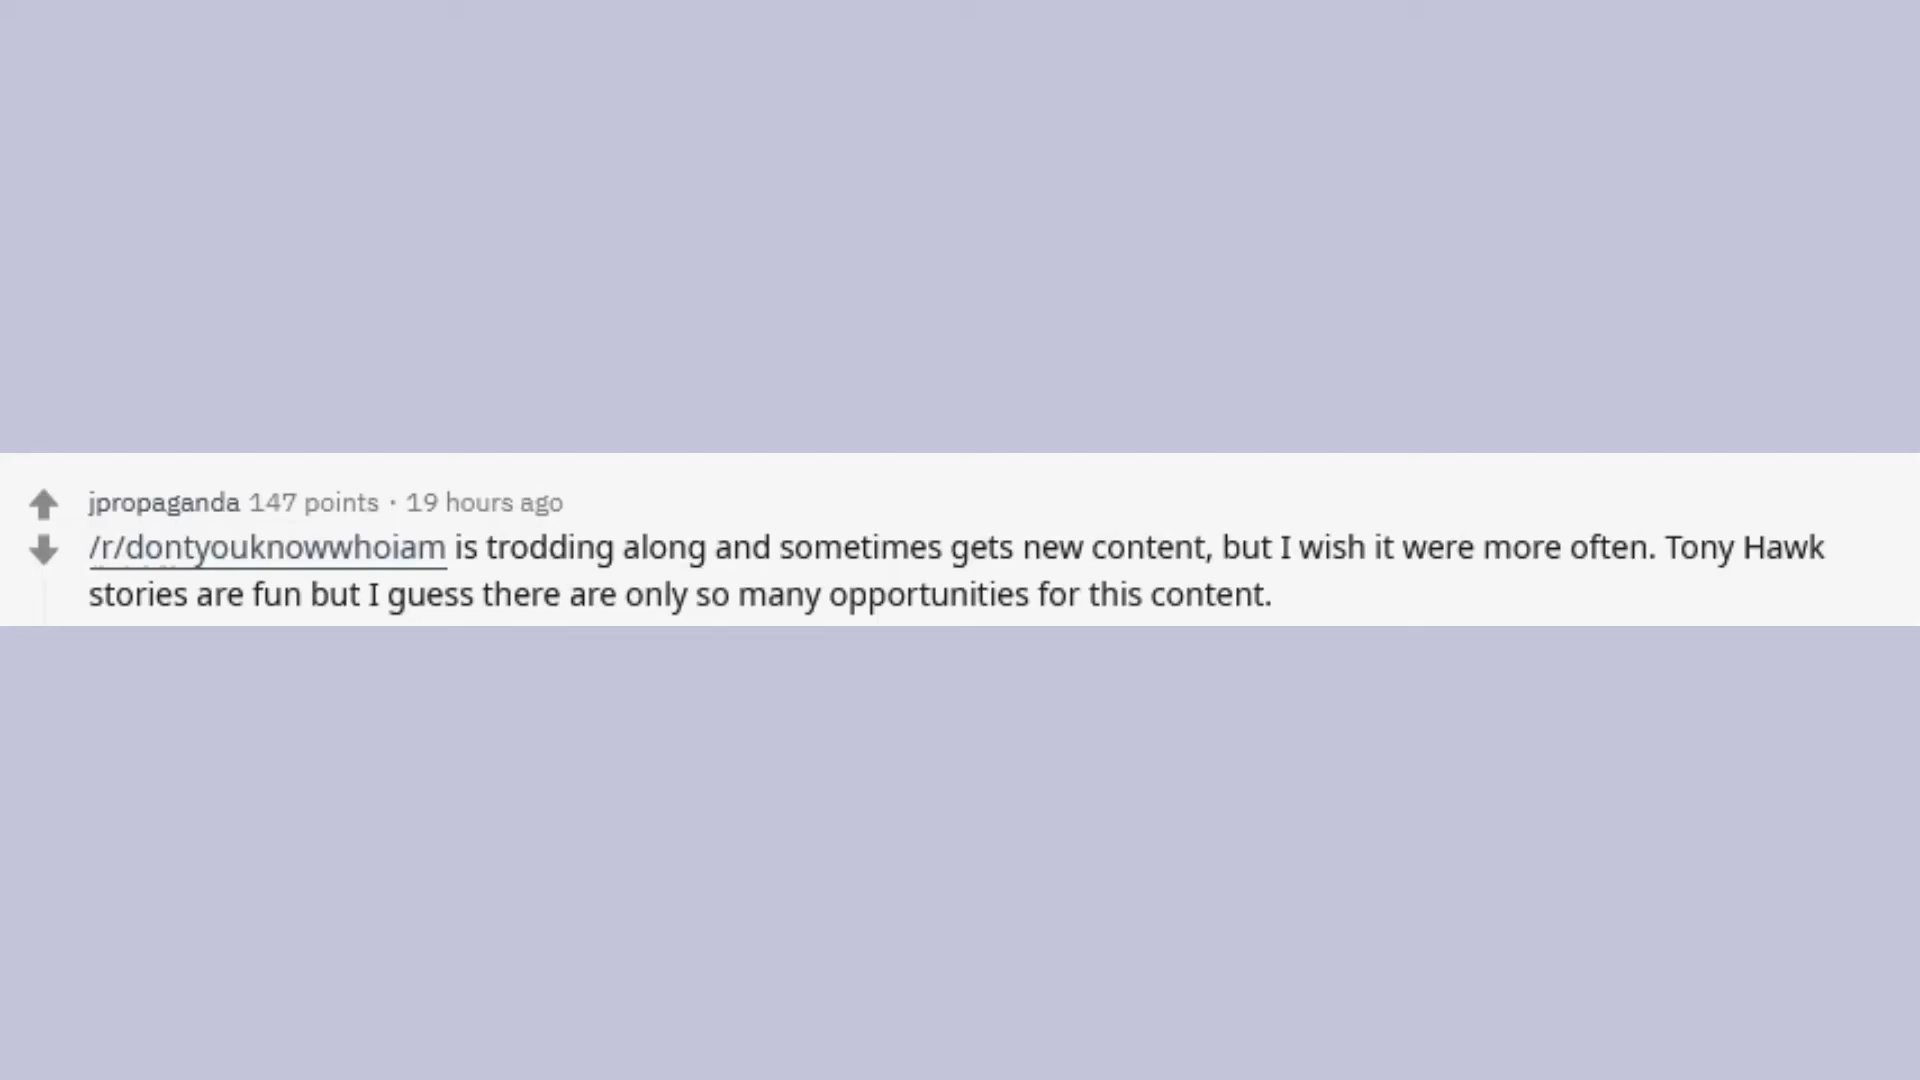 jpropaganda 147 points · 19 hours ago
/r/dontyouknowwhoiam is trodding along and sometimes gets new content, but I wish it were more often. Tony Hawk
stories are fun but I guess there are only so many opportunities for this content.